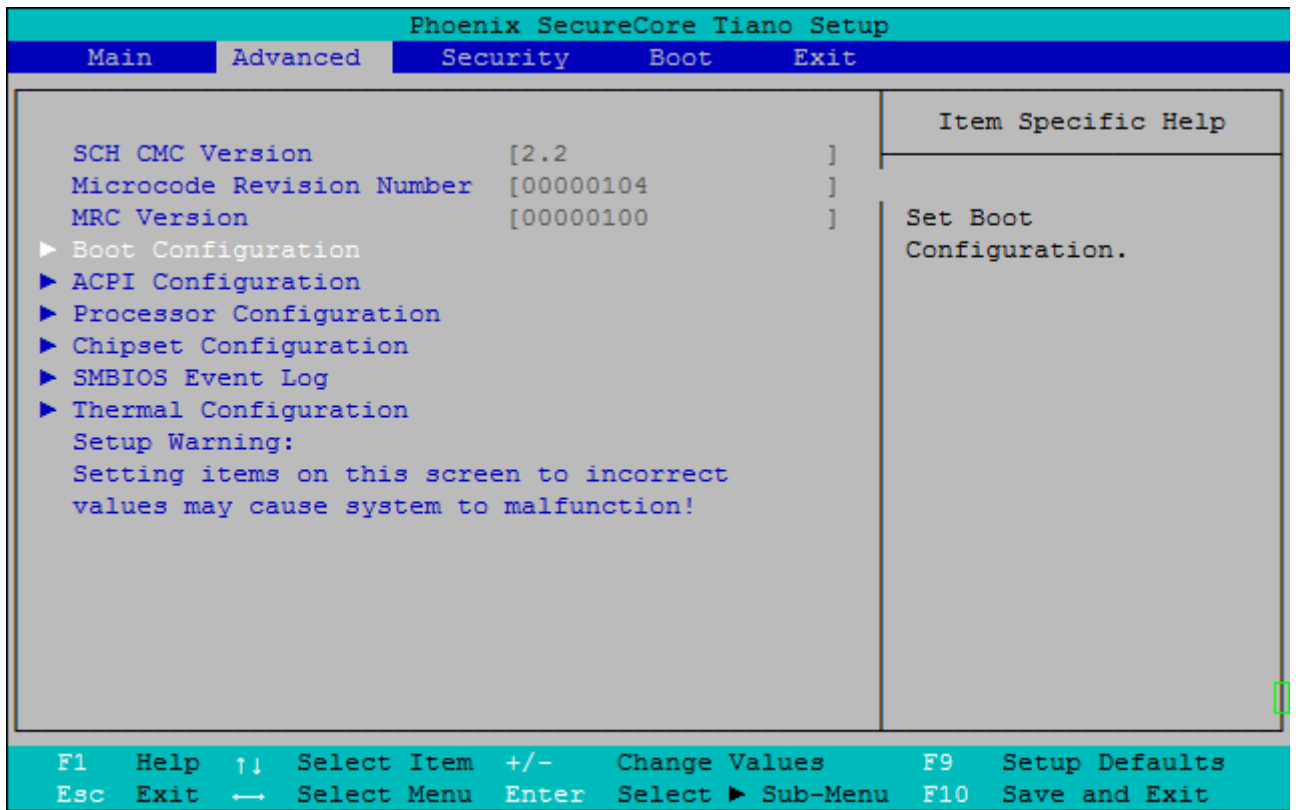 Phoenix SecureCore Tiano Setup
Main Advanced Security Boot Exit
Item Specific Help
SCH CMC Version [2.2 ]
Microcode Revision Number [00000104 ]
MRC Version [00000100 ]
► Boot Configuration
► ACPI Configuration
► Processor Configuration
► Chipset Configuration
► SMBIOS Event Log
► Thermal Configuration
Setup Warning:
Setting items on this screen to incorrect
values may cause system to malfunction!
Set Boot
Configuration.
F1 Help ↑↓ Select Item +/- Change Values F9 Setup Defaults
Esc Exit ←→ Select Menu Enter Select ► Sub-Menu F10 Save and Exit